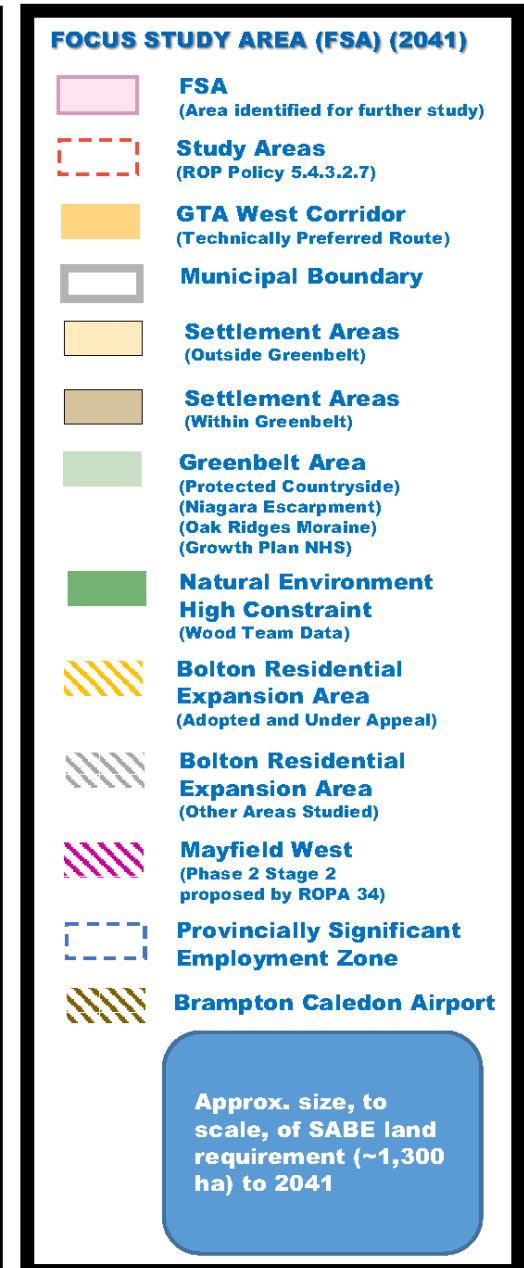 FOCUS STUDY AREA (FSA) (2041)
FSA
(Area identified for further study)
Study Areas
(ROP Policy 5.4.3.2.7)
GTA West Corridor
(Technically Preferred Route)
Municipal Boundary
Settlement Areas
(Outside Greenbelt)
Settlement Areas
(Within Greenbelt)
Greenbelt Area
(Protected Countryside)
(Niagara Escarpment)
(Oak Ridges Moraine)
(Growth Plan NHS)
Natural Environment
High Constraint
(Wood Team Data)
Bolton Residential
Expansion Area
(Adopted and Under Appeal)
Bolton Residential
Expansion Area
(Other Areas Studied)
Mayfield West
(Phase 2 Stage 2
proposed by ROPA 34)
Provincially Significant
Employment Zone
Brampton Caledon Airport
Approx. size, to
scale, of SABE land
requirement (~1,300
ha) to 2041